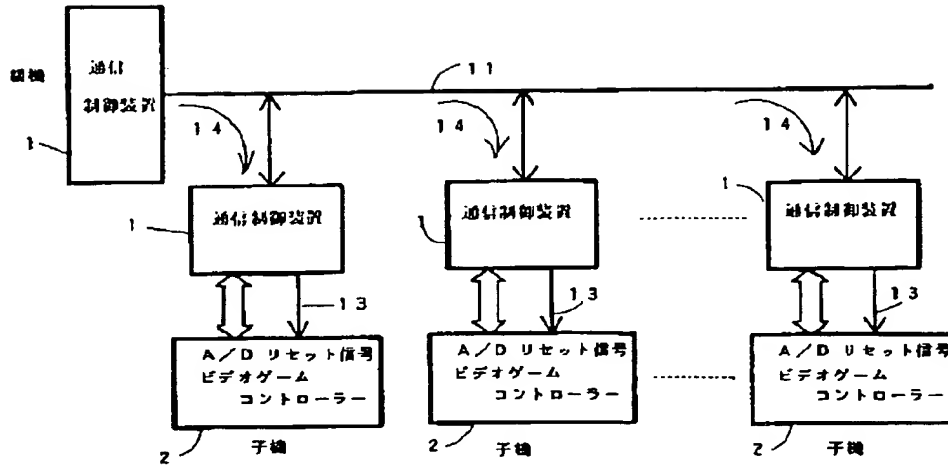 親機
通信
制御装置
1
11
14
14
14
通信制御装置
1
通信制御装置
1
通信制御装置
1
13
13
13
A/D リセット信号
ビデオゲーム
コントローラー
A/D リセット信号
ビデオゲーム
コントローラー
A/D リセット信号
ビデオゲーム
コントローラー
2
子機
2
子機
2
子機